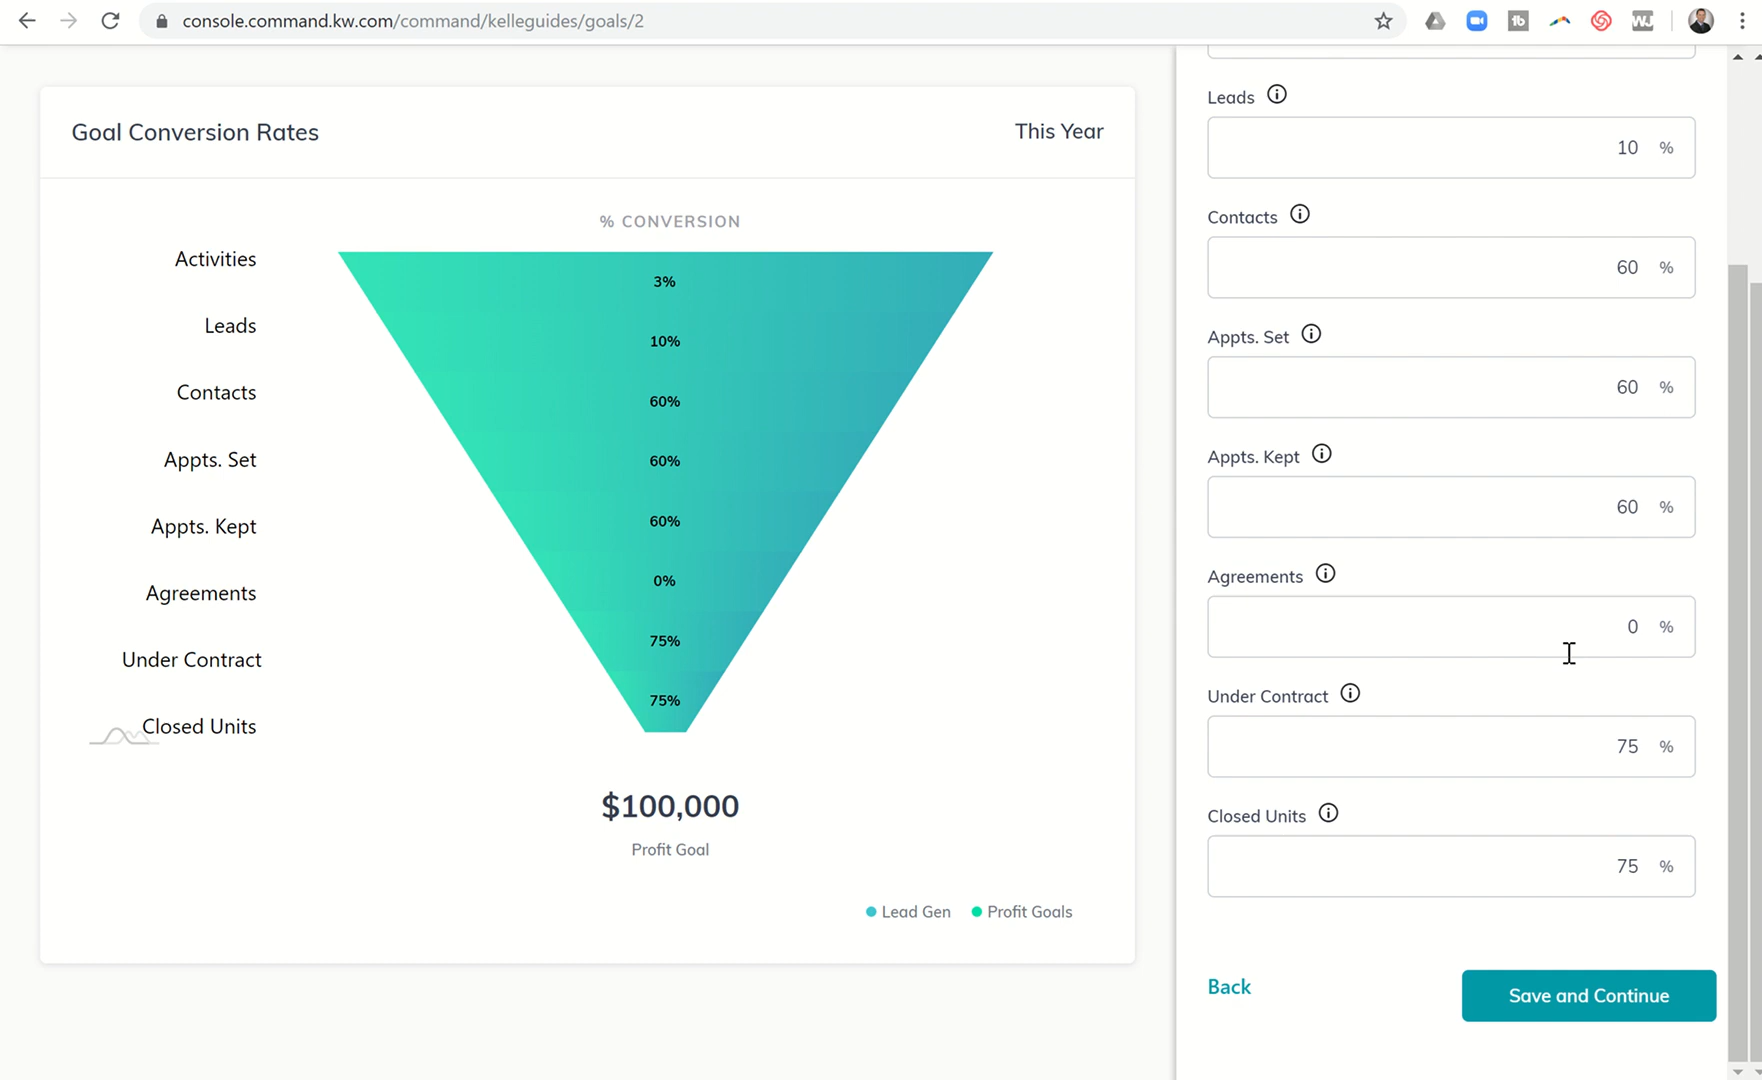 console.command.kw.com/command/kelleguides/goals/2
Goal Conversion Rates
This Year
% CONVERSION
Activities
3%
Leads
10%
Contacts
60%
Appts. Set
60%
Appts. Kept
60%
Agreements
0%
Under Contract
75%
Closed Units
75%
$100,000
Profit Goal
Lead Gen
Profit Goals
Leads
10 %
Contacts
60 %
Appts. Set
60 %
Appts. Kept
60 %
Agreements
0 %
Under Contract
75 %
Closed Units
75 %
Back
Save and Continue